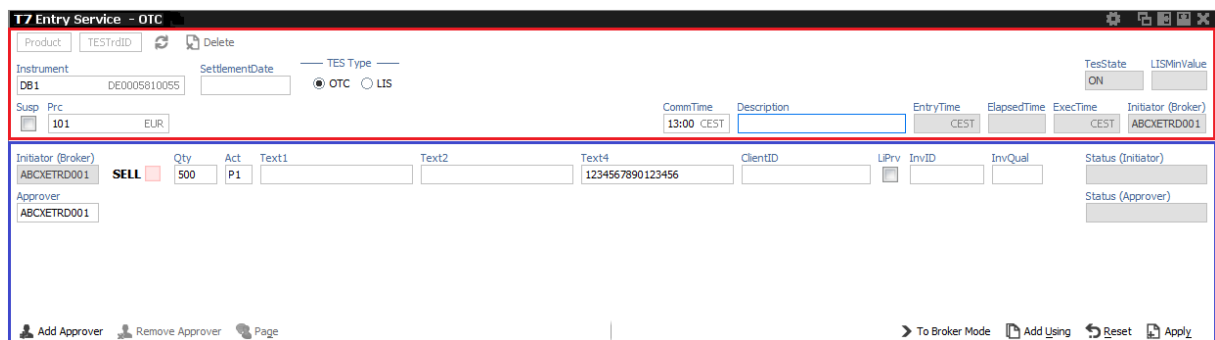 T7 Entry Service - OTC
Product TESTrdID Delete
Instrument SettlementDate TES Type TesState LISMinValue
DB1 DE0005810055 OTC LIS ON
Susp Prc CommTime Description EntryTime ElapsedTime ExecTime Initiator (Broker)
101 EUR 13:00 CEST CEST CEST ABCXETRD001
Initiator (Broker) Qty Act Text1 Text2 Text4 ClientID LiPrv InvID InvQual Status (Initiator)
ABCXETRD001 SELL 500 P1 1234567890123456
Approver Status (Approver)
ABCXETRD001
Add Approver Remove Approver Page To Broker Mode Add Using Reset Apply